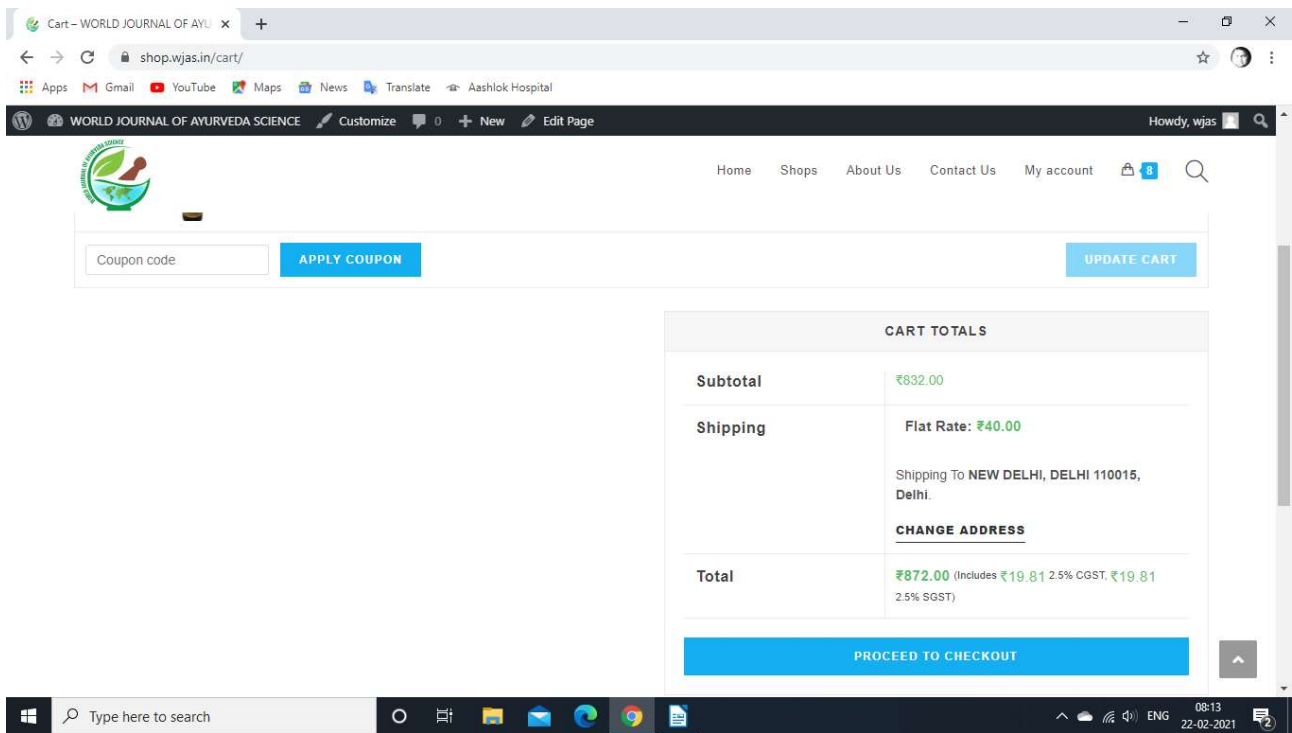 Cart – WORLD JOURNAL OF AYU
shop.wjas.in/cart/
Apps Gmail YouTube Maps News Translate Aashlok Hospital
WORLD JOURNAL OF AYURVEDA SCIENCE Customize 0 New Edit Page Howdy, wjas
Home Shops About Us Contact Us My account 8
Coupon code APPLY COUPON UPDATE CART
CART TOTALS
Subtotal ₹832.00
Shipping Flat Rate: ₹40.00
Shipping To NEW DELHI, DELHI 110015,
Delhi.
CHANGE ADDRESS
Total ₹872.00 (Includes ₹19.81 2.5% CGST, ₹19.81
2.5% SGST)
PROCEED TO CHECKOUT
Type here to search ENG 08:13
22-02-2021 2